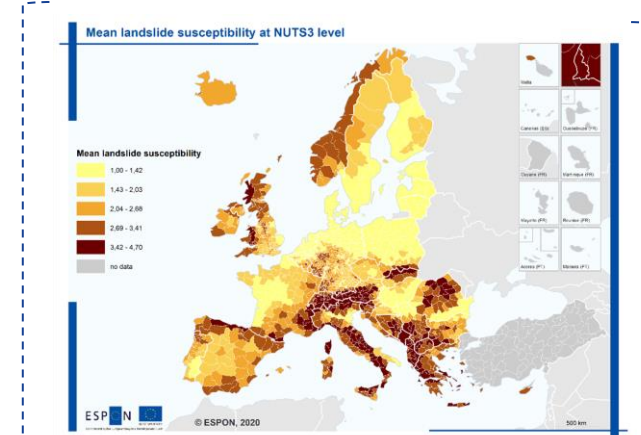 Mean landslide susceptibility at NUTS3 level
Malta
Canarias (ES)
Guadeloupe (FR)
Guyane (FR)
Martinique (FR)
Mayotte (FR)
Réunion (FR)
Azores (PT)
Madeira (PT)
Mean landslide susceptibility
1,00 - 1,42
1,43 - 2,03
2,04 - 2,68
2,69 - 3,41
3,42 - 4,70
no data
ESPON
© ESPON, 2020
500 km